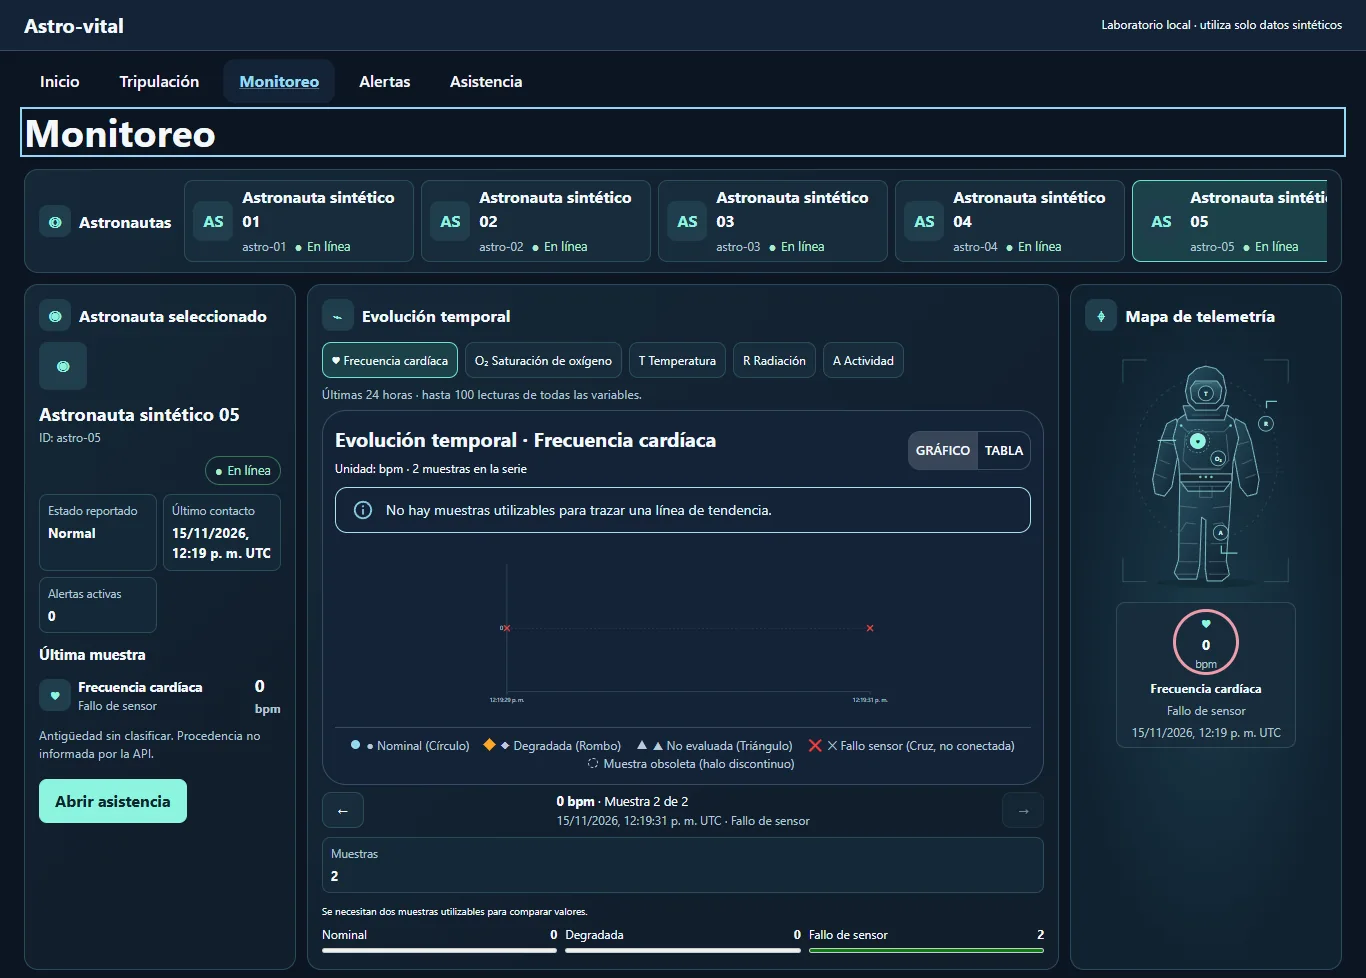 Astro-vital
Laboratorio local · utiliza solo datos sintéticos
Inicio
Tripulación
Monitoreo
Alertas
Asistencia
Monitoreo
Astronautas
AS
Astronauta sintético
01
astro-01 ● En línea
AS
Astronauta sintético
02
astro-02 ● En línea
AS
Astronauta sintético
03
astro-03 ● En línea
AS
Astronauta sintético
04
astro-04 ● En línea
AS
Astronauta sintéti
05
astro-05 ● En línea
Astronauta seleccionado
Astronauta sintético 05
ID: astro-05
● En línea
Estado reportado
Normal
Último contacto
15/11/2026,
12:19 p. m. UTC
Alertas activas
0
Última muestra
Frecuencia cardíaca
Fallo de sensor
0
bpm
Antigüedad sin clasificar. Procedencia no
informada por la API.
Abrir asistencia
Evolución temporal
♥ Frecuencia cardíaca
O₂ Saturación de oxígeno
T Temperatura
R Radiación
A Actividad
Últimas 24 horas · hasta 100 lecturas de todas las variables.
Evolución temporal · Frecuencia cardíaca
Unidad: bpm · 2 muestras en la serie
GRÁFICO
TABLA
No hay muestras utilizables para trazar una línea de tendencia.
0
12:19:29 p. m.
12:19:31 p. m.
● Nominal (Círculo)
◆ Degradada (Rombo)
▲ No evaluada (Triángulo)
✕ Fallo sensor (Cruz, no conectada)
Muestra obsoleta (halo discontinuo)
←
0 bpm · Muestra 2 de 2
15/11/2026, 12:19:31 p. m. UTC · Fallo de sensor
→
Muestras
2
Se necesitan dos muestras utilizables para comparar valores.
Nominal 0
Degradada 0
Fallo de sensor 2
Mapa de telemetría
T
R
O₂
A
♥
0
bpm
Frecuencia cardíaca
Fallo de sensor
15/11/2026, 12:19 p. m. UTC